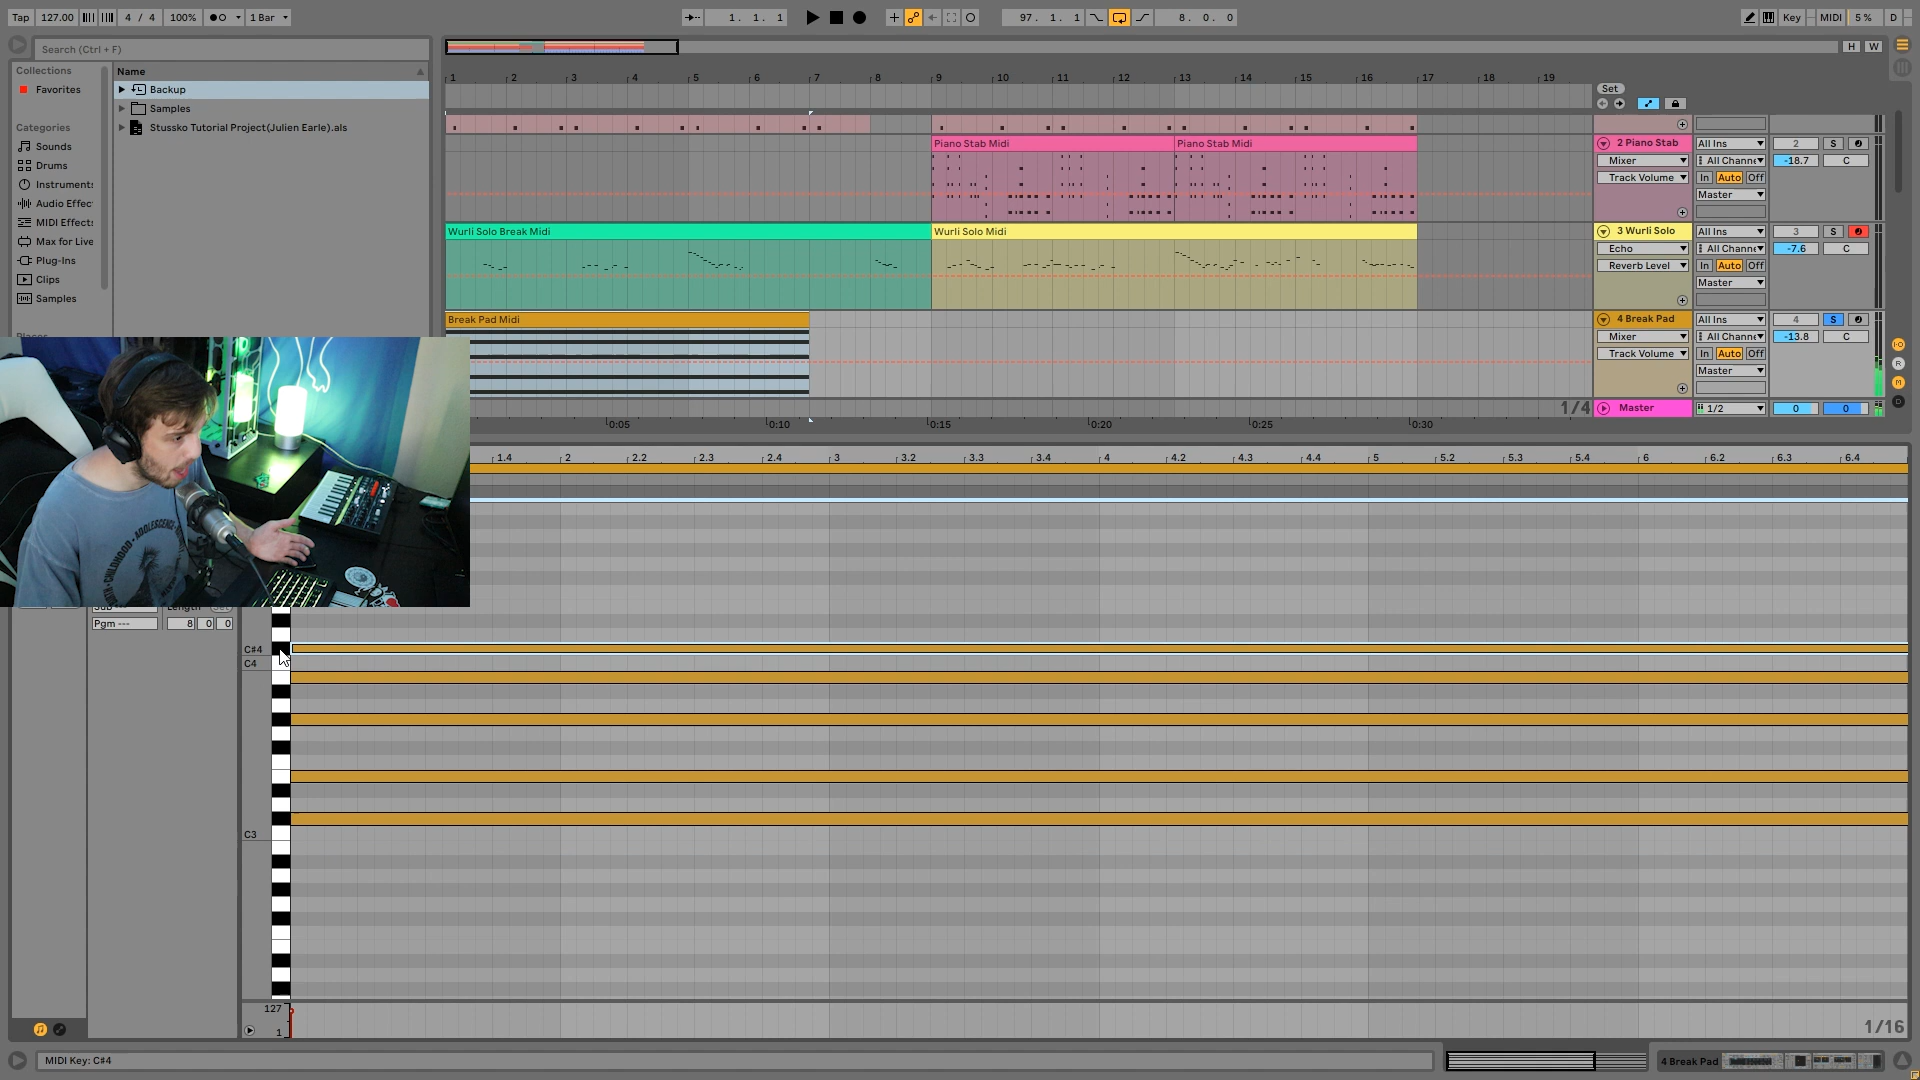 Tap 127.00 4 / 4 100% 1 Bar 1. 1. 1 97. 1. 1 8. 0. 0 Key MIDI 5 % D
Search (Ctrl + F)
H W
Collections
Favorites
Categories
Sounds
Drums
Instruments
Audio Effec
MIDI Effects
Max for Live
Plug-Ins
Clips
Samples
Name
Backup
Samples
Stussko Tutorial Project(Julien Earle).als
1 2 3 4 5 6 7 8 9 10 11 12 13 14 15 16 17 18 19
Set
Piano Stab Midi Piano Stab Midi
2 Piano Stab All Ins 2 S
Mixer All Channe -18.7 C
Track Volume In Auto Off
Master
Wurli Solo Break Midi Wurli Solo Midi
3 Wurli Solo All Ins 3 S
Echo All Channe -7.6 C
Reverb Level In Auto Off
Master
Break Pad Midi
4 Break Pad All Ins 4 S
Mixer All Channe -13.8 C
Track Volume In Auto Off
Master
1/4
Master 1/2 0 0
0:05 0:10 0:15 0:20 0:25 0:30
1.4 2 2.2 2.3 2.4 3 3.2 3.3 3.4 4 4.2 4.3 4.4 5 5.2 5.3 5.4 6 6.2 6.3 6.4
CHILDHOOD • ADOLESCENCE
Pgm --- 8 0 0
C#4
C4
C3
127
1
1/16
MIDI Key: C#4
4 Break Pad